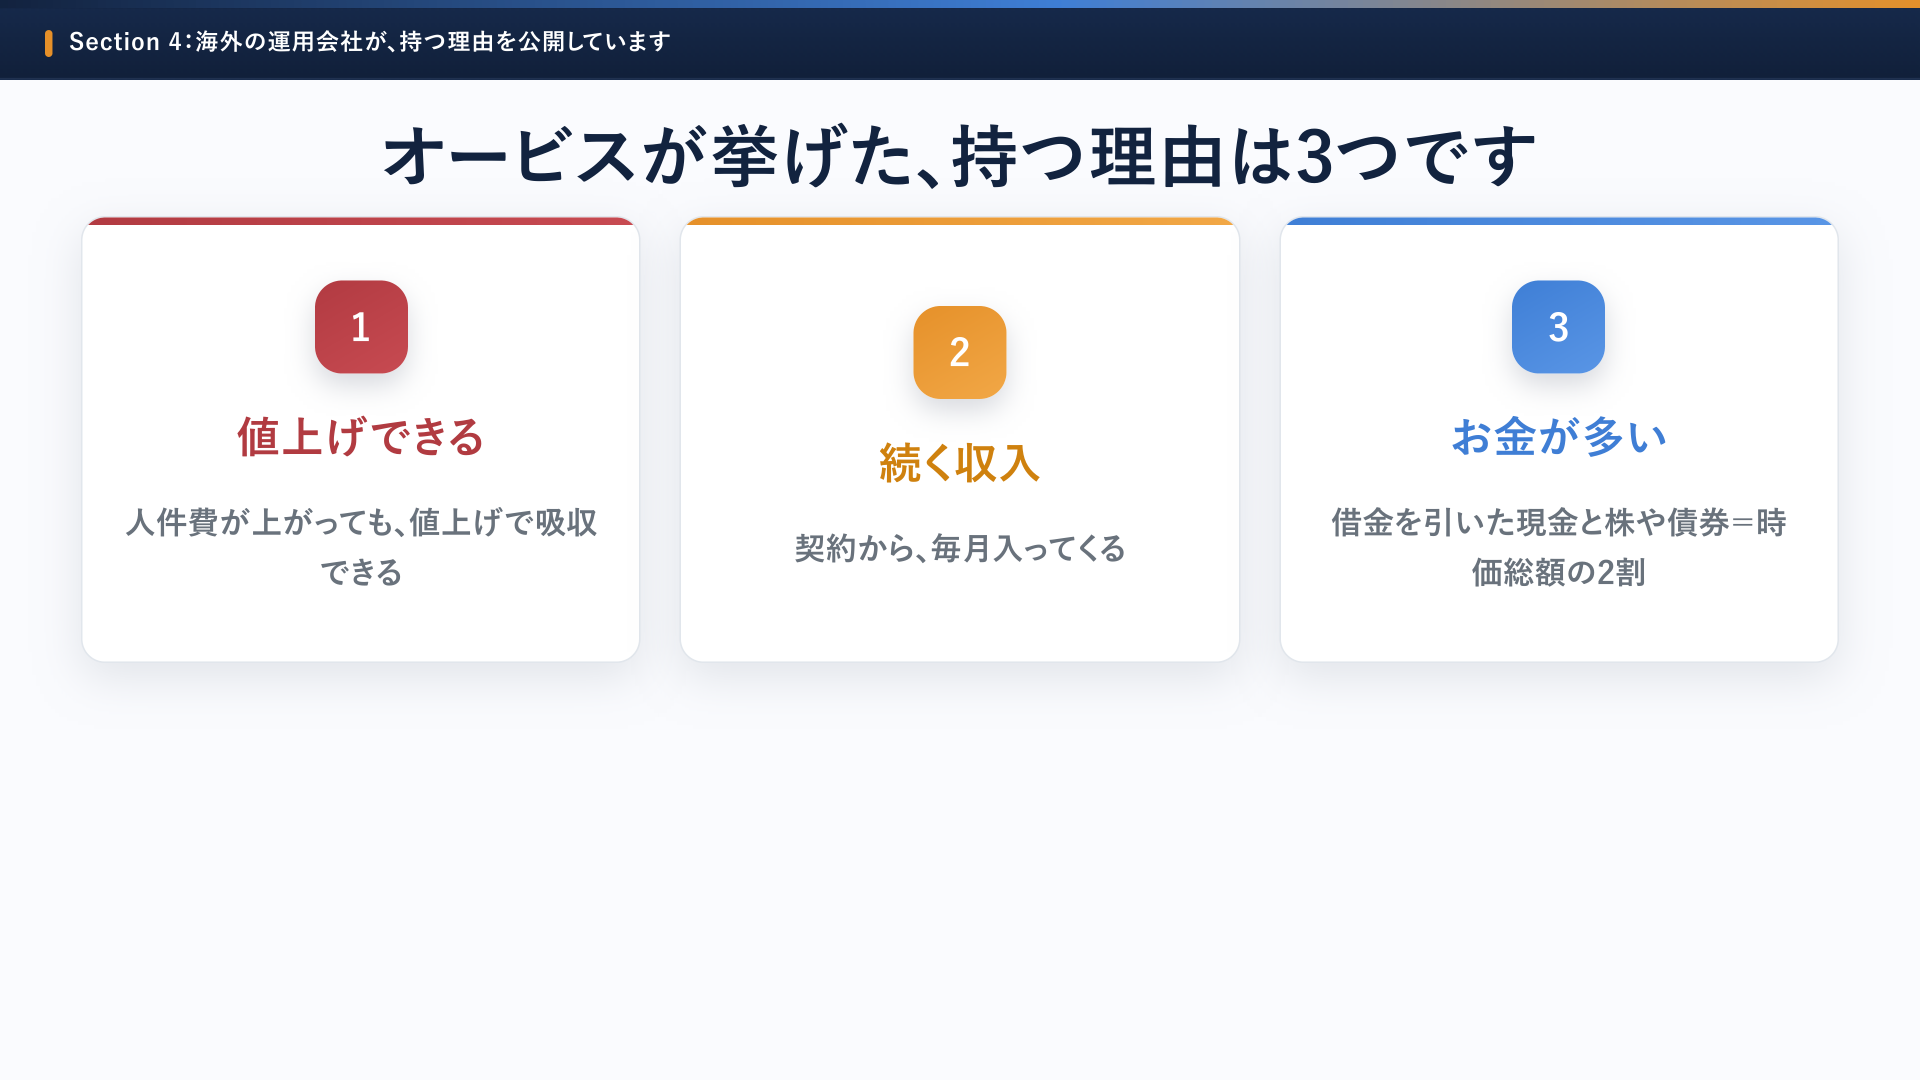 Section 4：海外の運用会社が、持つ理由を公開しています
オービスが挙げた、持つ理由は3つです
1
値上げできる
人件費が上がっても、値上げで吸収
できる
2
続く収入
契約から、毎月入ってくる
3
お金が多い
借金を引いた現金と株や債券＝時
価総額の2割